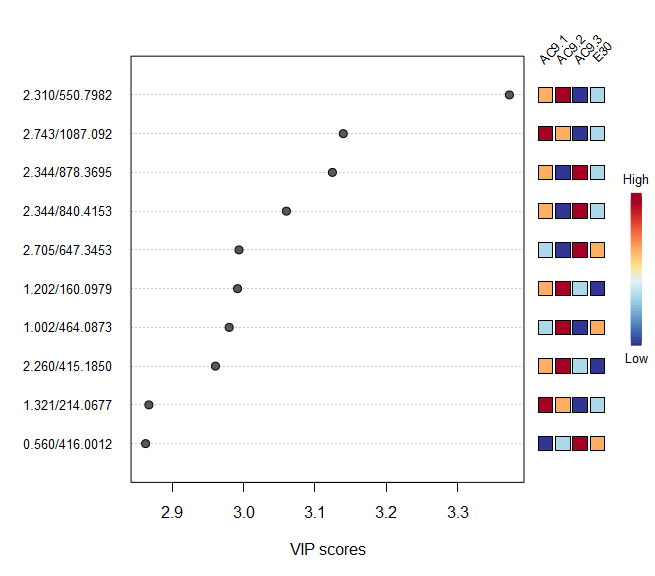 AC9.1 AC9.2 AC9.3 E30
2.310/550.7982
2.743/1087.092
2.344/878.3695
2.344/840.4153
2.705/647.3453
1.202/160.0979
1.002/464.0873
2.260/415.1850
1.321/214.0677
0.560/416.0012
High
Low
2.9 3.0 3.1 3.2 3.3
VIP scores